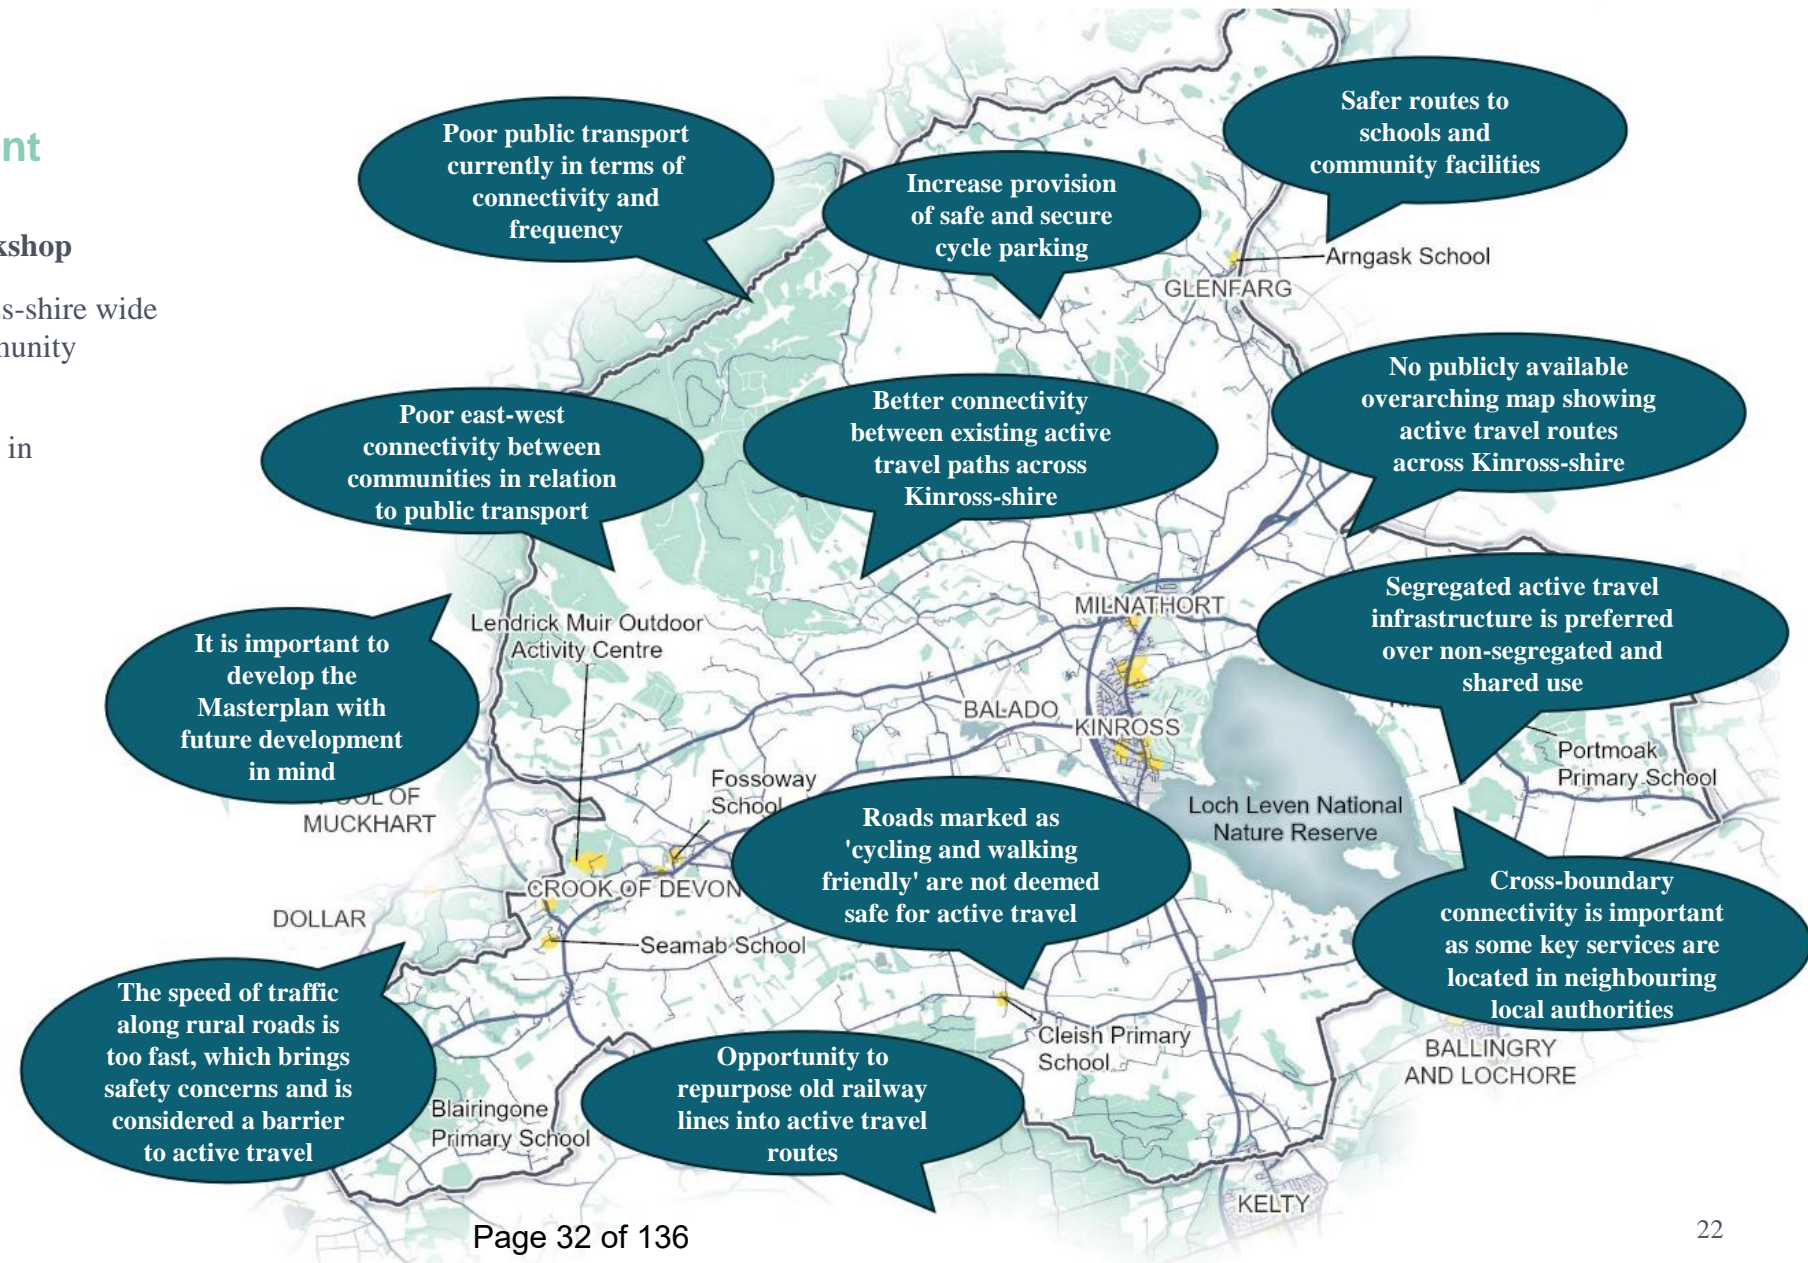 nt
kshop
s-shire wide
munity
in
Poor public transport
currently in terms of
connectivity and
frequency
Increase provision
of safe and secure
cycle parking
Safer routes to
schools and
community facilities
Arngask School
GLENFARG
Poor east-west
connectivity between
communities in relation
to public transport
Better connectivity
between existing active
travel paths across
Kinross-shire
No publicly available
overarching map showing
active travel routes
across Kinross-shire
Segregated active travel
infrastructure is preferred
over non-segregated and
shared use
It is important to
develop the
Masterplan with
future development
in mind
Lendrick Muir Outdoor
Activity Centre
MILNATHORT
BALADO
KINROSS
Portmoak
Primary School
OOL OF
MUCKHART
Fossoway
School
Loch Leven National
Nature Reserve
Roads marked as
'cycling and walking
friendly' are not deemed
safe for active travel
CROOK OF DEVON
DOLLAR
Seamab School
Cross-boundary
connectivity is important
as some key services are
located in neighbouring
local authorities
The speed of traffic
along rural roads is
too fast, which brings
safety concerns and is
considered a barrier
to active travel
Cleish Primary
School
BALLINGRY
AND LOCHORE
Opportunity to
repurpose old railway
lines into active travel
routes
Blairingone
Primary School
KELTY
Page 32 of 136
22